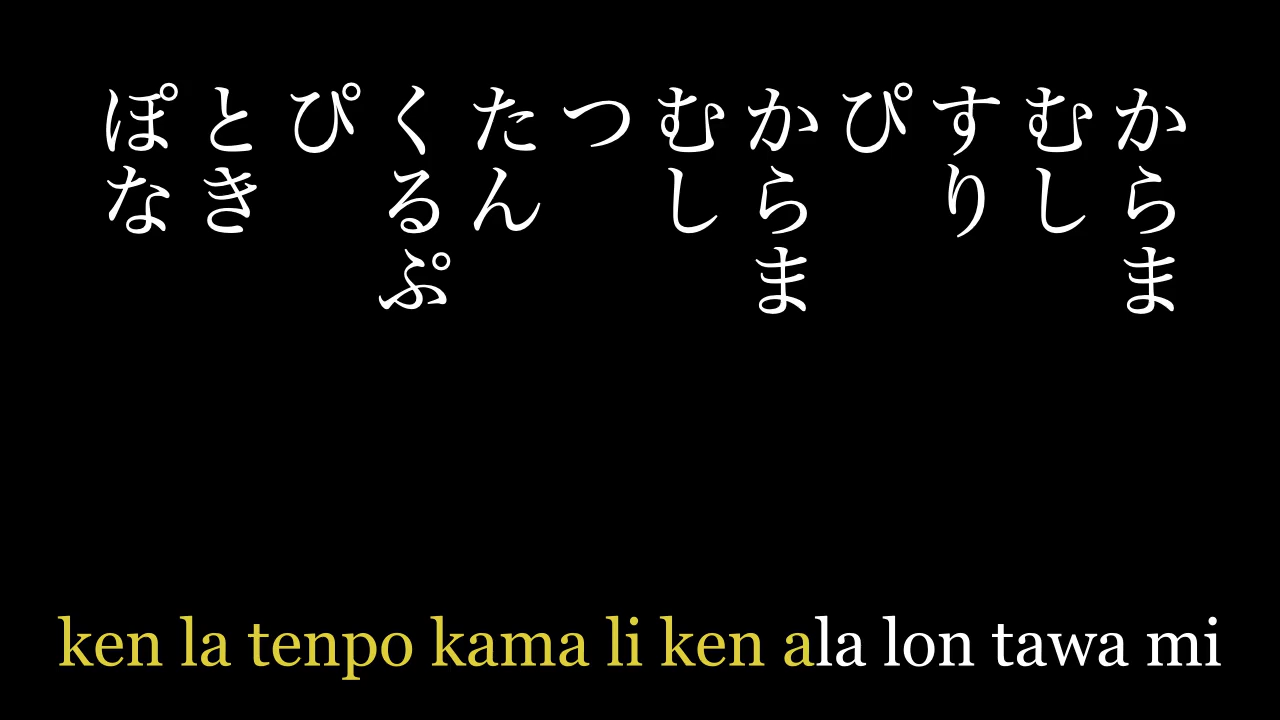 からま
むし
すり
ぴ
からま
むし
つ
たん
くるぷ
ぴ
とき
ぽな
ken la tenpo kama li ken ala lon tawa mi